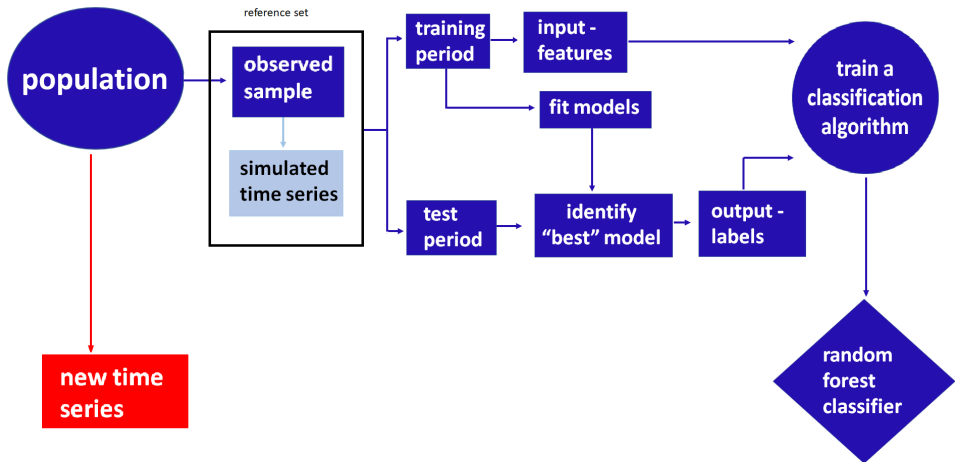 reference set
population
observed
sample
simulated
time series
training
period
input -
features
fit models
test
period
identify
“best” model
output -
labels
train a
classification
algorithm
random
forest
classifier
new time
series